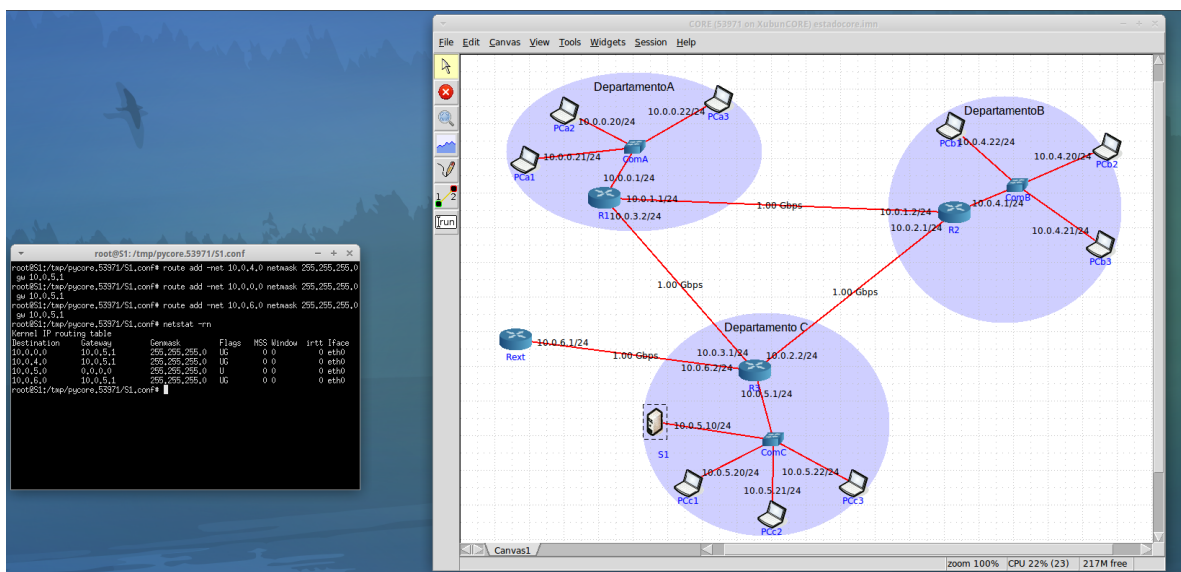 root@S1: /tmp/pycore.53971/S1.conf
root@S1:/tmp/pycore.53971/S1.conf# route add -net 10.0.4.0 netmask 255.255.255.0
gw 10.0.5.1
root@S1:/tmp/pycore.53971/S1.conf# route add -net 10.0.0.0 netmask 255.255.255.0
gw 10.0.5.1
root@S1:/tmp/pycore.53971/S1.conf# route add -net 10.0.6.0 netmask 255.255.255.0
gw 10.0.5.1
root@S1:/tmp/pycore.53971/S1.conf# netstat -rn
Kernel IP routing table
Destination Gateway Genmask Flags MSS Window irtt Iface
10.0.0.0 10.0.5.1 255.255.255.0 UG 0 0 0 eth0
10.0.4.0 10.0.5.1 255.255.255.0 UG 0 0 0 eth0
10.0.5.0 0.0.0.0 255.255.255.0 U 0 0 0 eth0
10.0.6.0 10.0.5.1 255.255.255.0 UG 0 0 0 eth0
root@S1:/tmp/pycore.53971/S1.conf#
CORE (53971 on XubunCORE) estadocore.imn
File Edit Canvas View Tools Widgets Session Help
1 2
run
DepartamentoA
PCa2
10.0.0.20/24
10.0.0.22/24
PCa3
PCa1
10.0.0.21/24
ComA
10.0.0.1/24
R1
10.0.1.1/24
10.0.3.2/24
1.00 Gbps
DepartamentoB
PCb1
10.0.4.22/24
10.0.4.20/24
PCb2
ComB
10.0.1.2/24
10.0.4.1/24
10.0.2.1/24
R2
10.0.4.21/24
PCb3
1.00 Gbps
1.00 Gbps
Departamento C
Rext
10.0.6.1/24
1.00 Gbps
10.0.3.1/24
10.0.2.2/24
10.0.6.2/24
R3
10.0.5.1/24
S1
10.0.5.10/24
ComC
PCc1
10.0.5.20/24
10.0.5.22/24
10.0.5.21/24
PCc3
PCc2
Canvas1
zoom 100% CPU 22% (23) 217M free